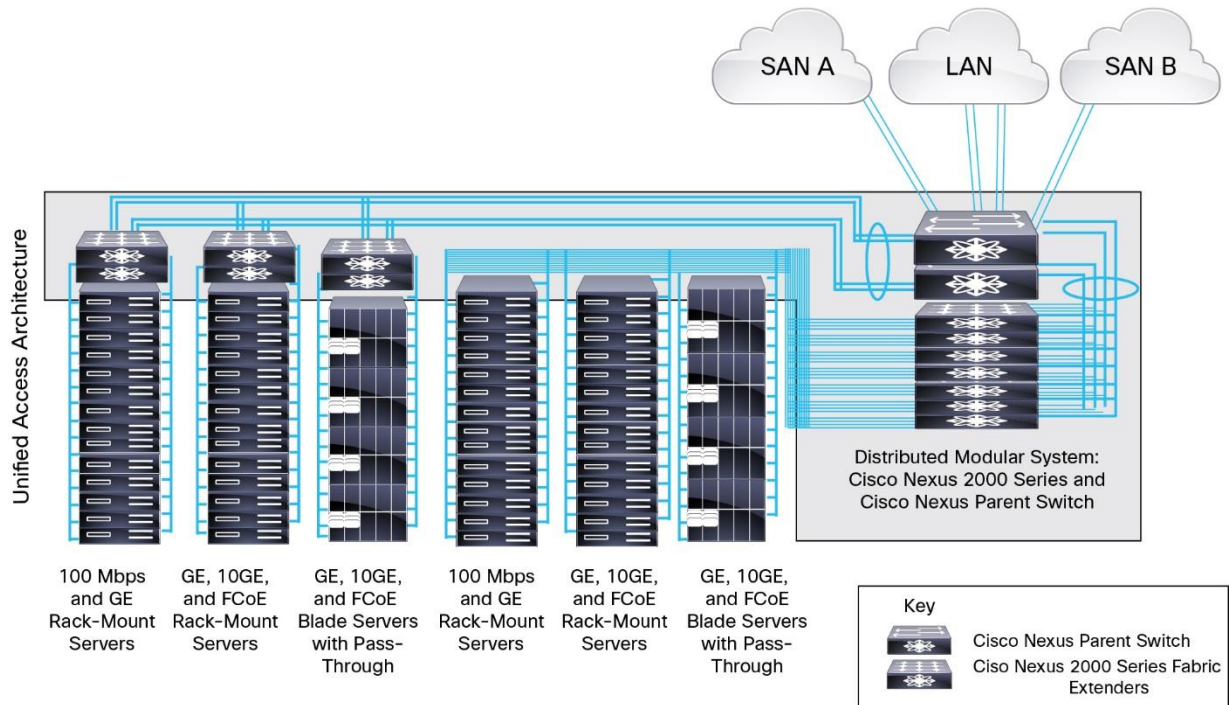 SAN A
LAN
SAN B
Unified Access Architecture
Distributed Modular System:
Cisco Nexus 2000 Series and
Cisco Nexus Parent Switch
100 Mbps
and GE
Rack-Mount
Servers
GE, 10GE,
and FCoE
Rack-Mount
Servers
GE, 10GE,
and FCoE
Blade Servers
with Pass-
Through
100 Mbps
and GE
Rack-Mount
Servers
GE, 10GE,
and FCoE
Rack-Mount
Servers
GE, 10GE,
and FCoE
Blade Servers
with Pass-
Through
Key
Cisco Nexus Parent Switch
Ciso Nexus 2000 Series Fabric
Extenders